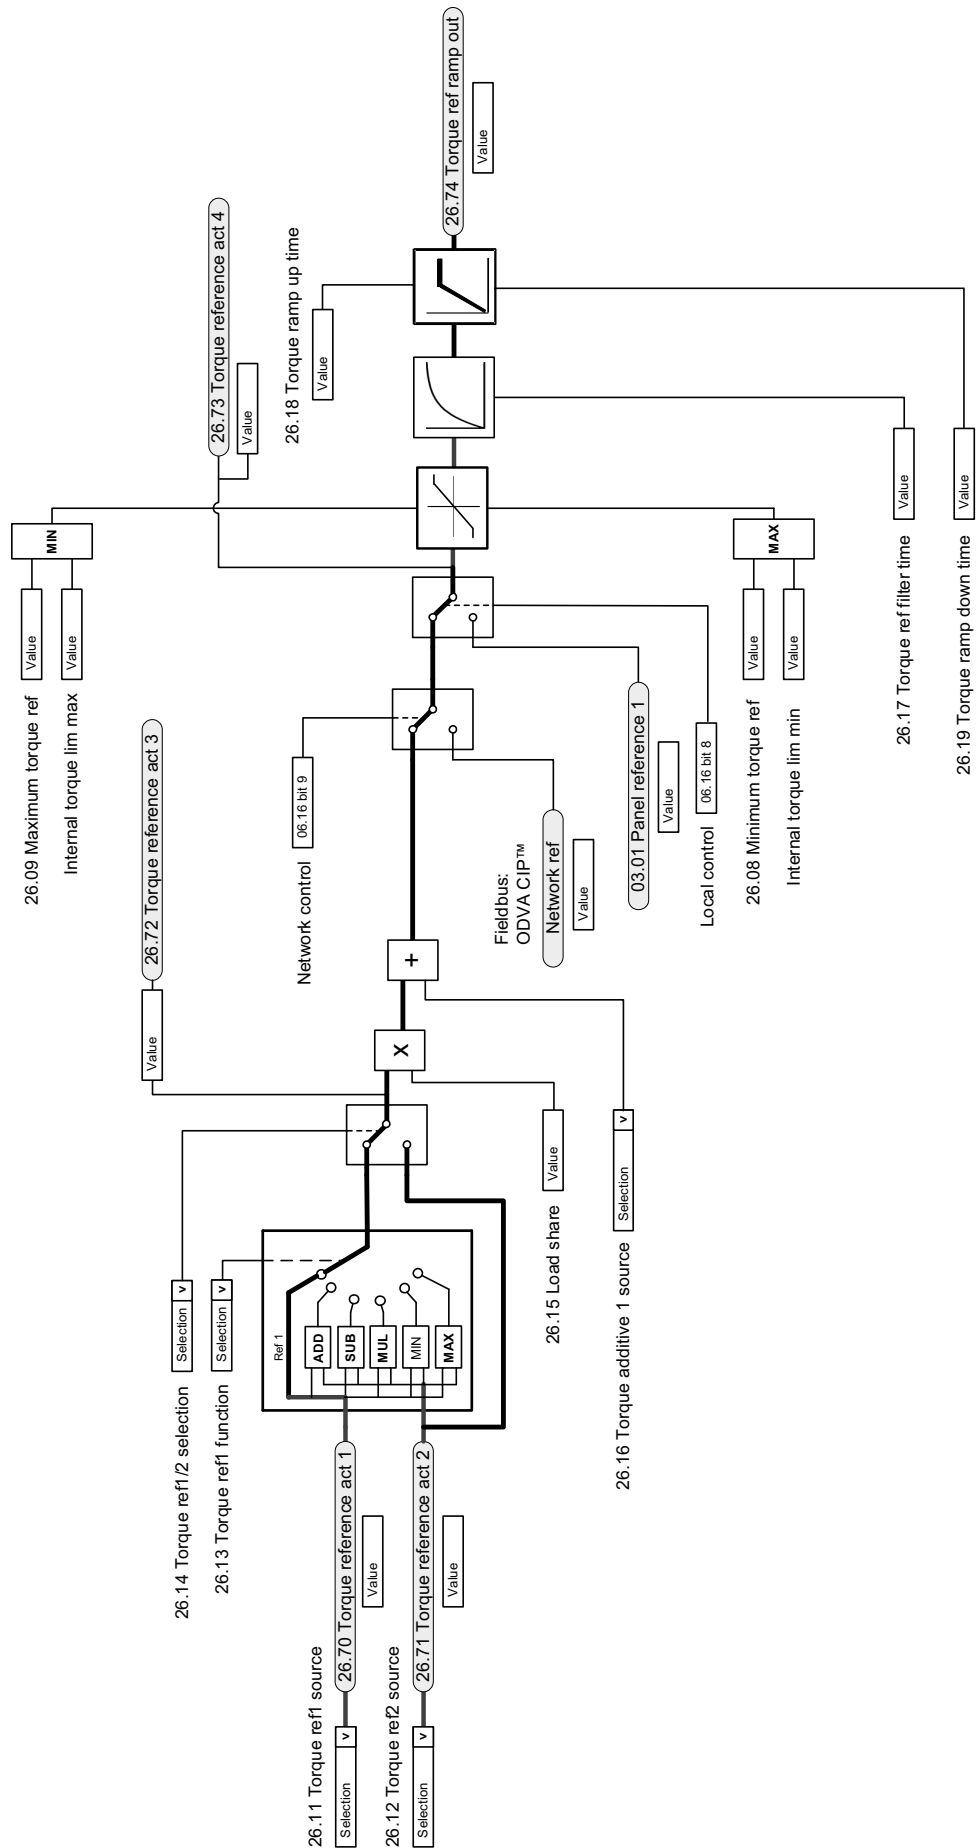 26.11 Torque ref1 source
Selection
v
26.70 Torque reference act 1
Value
26.12 Torque ref2 source
Selection
v
26.71 Torque reference act 2
Value
26.14 Torque ref1/2 selection
Selection
v
26.13 Torque ref1 function
Selection
v
Ref 1
ADD
SUB
MUL
MIN
MAX
26.72 Torque reference act 3
Value
X
26.15 Load share
Value
+
26.16 Torque additive 1 source
Selection
v
Network control
06.16 bit 9
Fieldbus:
ODVA CIP™
Network ref
Value
03.01 Panel reference 1
Value
Local control
06.16 bit 8
26.73 Torque reference act 4
Value
26.09 Maximum torque ref
Value
Internal torque lim max
Value
MIN
26.08 Minimum torque ref
Value
Internal torque lim min
Value
MAX
26.18 Torque ramp up time
Value
26.17 Torque ref filter time
Value
26.19 Torque ramp down time
Value
26.74 Torque ref ramp out
Value